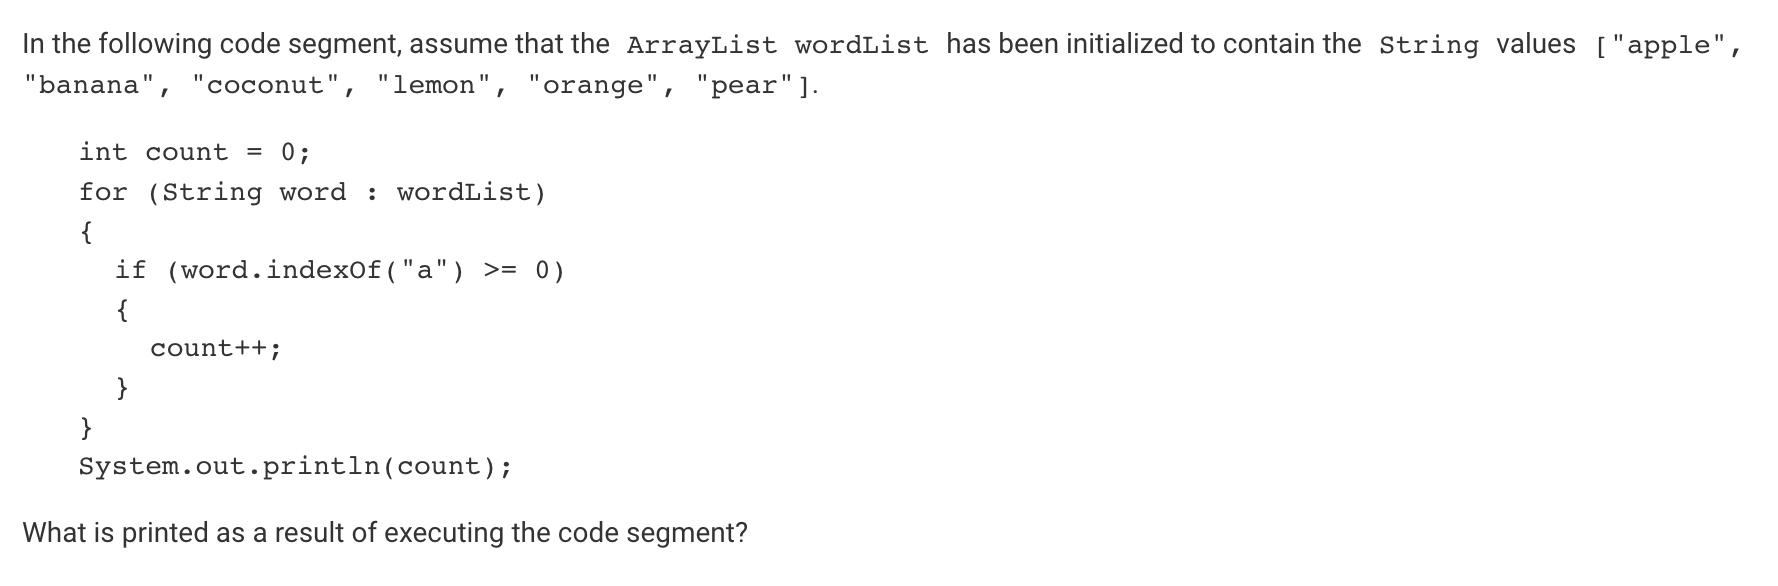 In the following code segment, assume that the ArrayList wordList has been initialized to contain the String values ["apple",
"banana", "coconut", "lemon", "orange", "pear"].
int count = 0;
for (String word : wordList)
{
if (word.indexOf("a") >= 0)
{
count++;
}
}
System.out.println(count);
What is printed as a result of executing the code segment?